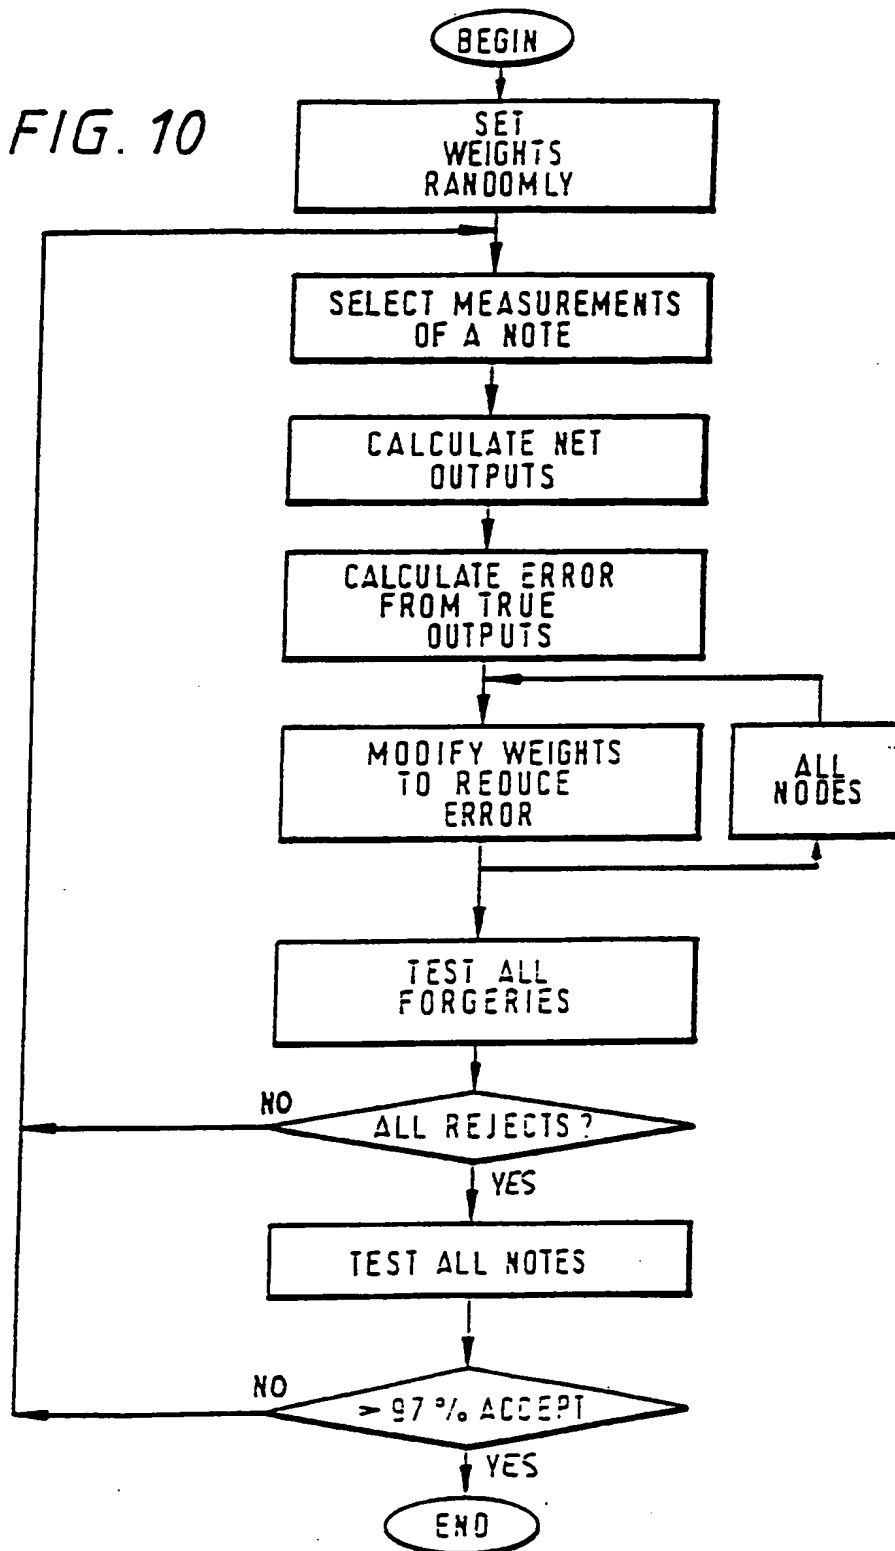 BEGIN
FIG. 10
SET
WEIGHTS
RANDOMLY
SELECT MEASUREMENTS
OF A NOTE
CALCULATE NET
OUTPUTS
CALCULATE ERROR
FROM TRUE
OUTPUTS
MODIFY WEIGHTS
TO REDUCE
ERROR
ALL
NODES
TEST ALL
FORGERIES
NO
ALL REJECTS?
YES
TEST ALL NOTES
NO
> 97% ACCEPT
YES
END